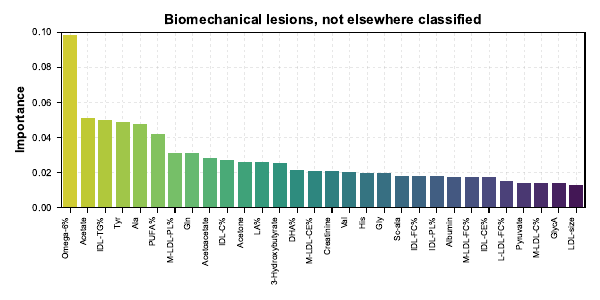 Biomechanical lesions, not elsewhere classified
Importance
0.10
0.08
0.06
0.04
0.02
0.00
Omega-6%
Acetate
IDL-TG%
Tyr
Ala
PUFA%
M-LDL-PL%
Gln
Acetoacetate
IDL-C%
Acetone
LA%
3-Hydroxybutyrate
DHA%
M-LDL-CE%
Creatinine
Val
His
Gly
Sc-ala
IDL-FC%
IDL-PL%
Albumin
M-LDL-FC%
IDL-CE%
L-LDL-FC%
Pyruvate
M-LDL-C%
GlycA
LDL-size